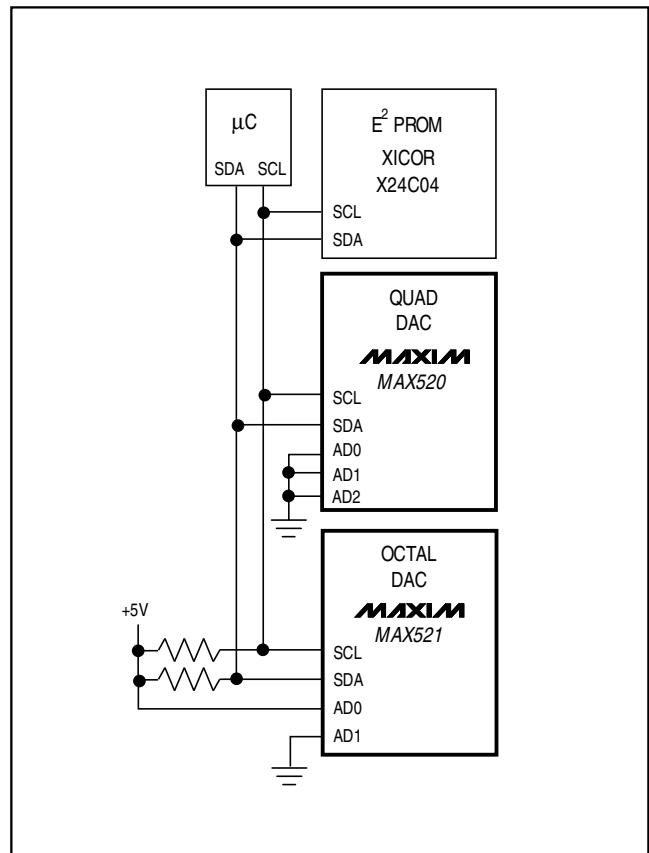 μC
SDA SCL
E² PROM
XICOR
X24C04
SCL
SDA
QUAD
DAC
MAXIM
MAX520
SCL
SDA
AD0
AD1
AD2
OCTAL
DAC
MAXIM
MAX521
+5V
SCL
SDA
AD0
AD1